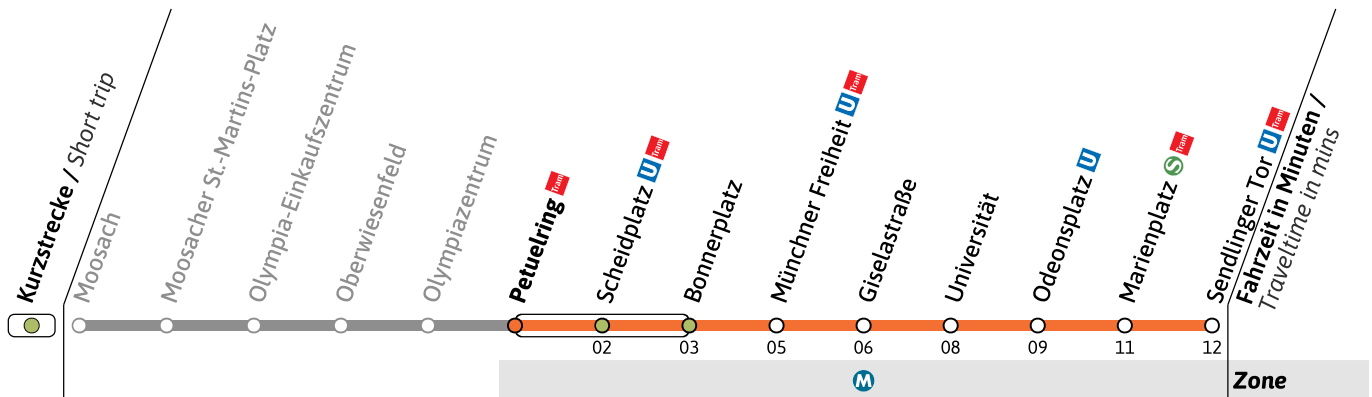 Kurzstrecke / Short trip
Moosach
Moosacher St.-Martins-Platz
Olympia-Einkaufszentrum
Oberwiesenfeld
Olympiazentrum
Petuelring Tram
Scheidplatz U Tram
Bonnerplatz
Münchner Freiheit U Tram
Giselastraße
Universität
Odeonsplatz U
Marienplatz S Tram
Sendlinger Tor U Tram
Fahrzeit in Minuten /
Traveltime in mins
02 03 05 06 08 09 11 12
M Zone